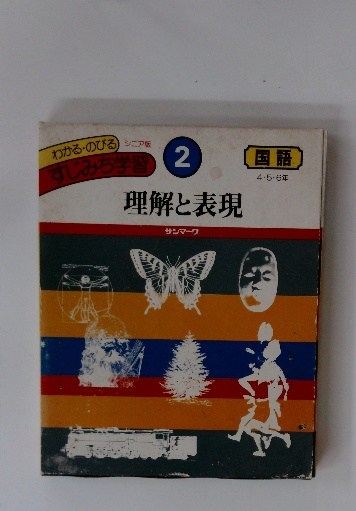 わかる・のびる
シニア版
すじみち学習
2
国語
4・5・6年
理解と表現
サンマーク